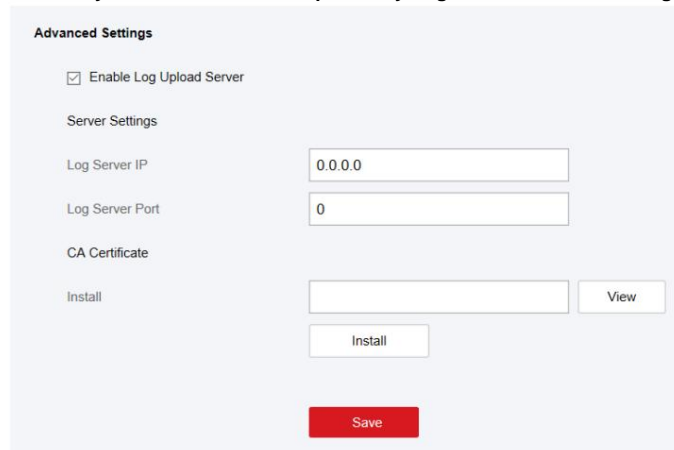 Advanced Settings
Enable Log Upload Server
Server Settings
Log Server IP 0.0.0.0
Log Server Port 0
CA Certificate
Install View
Install
Save